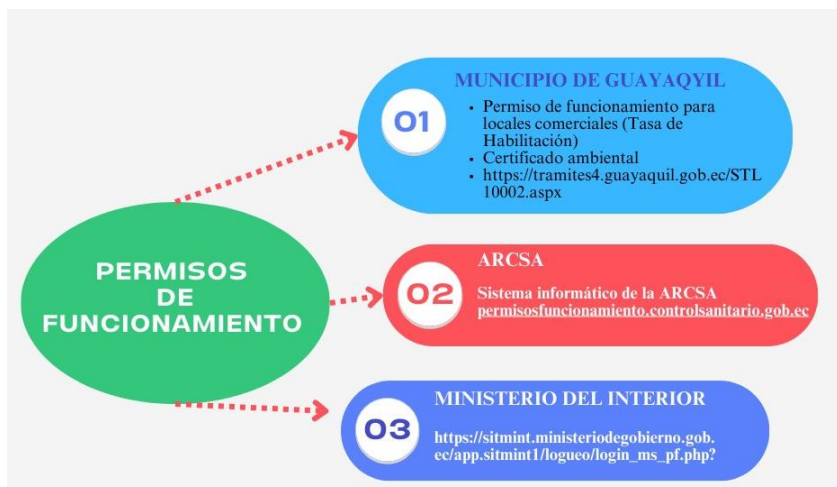 PERMISOS
DE
FUNCIONAMIENTO
01
MUNICIPIO DE GUAYAQYIL
• Permiso de funcionamiento para
locales comerciales (Tasa de
Habilitación)
• Certificado ambiental
• https://tramites4.guayaquil.gob.ec/STL
10002.aspx
02
ARCSA
Sistema informático de la ARCSA
permisosfuncionamiento.controlsanitario.gob.ec
03
MINISTERIO DEL INTERIOR
https://sitmint.ministeriodegobierno.gob.
ec/app.sitmint1/logueo/login_ms_pf.php?